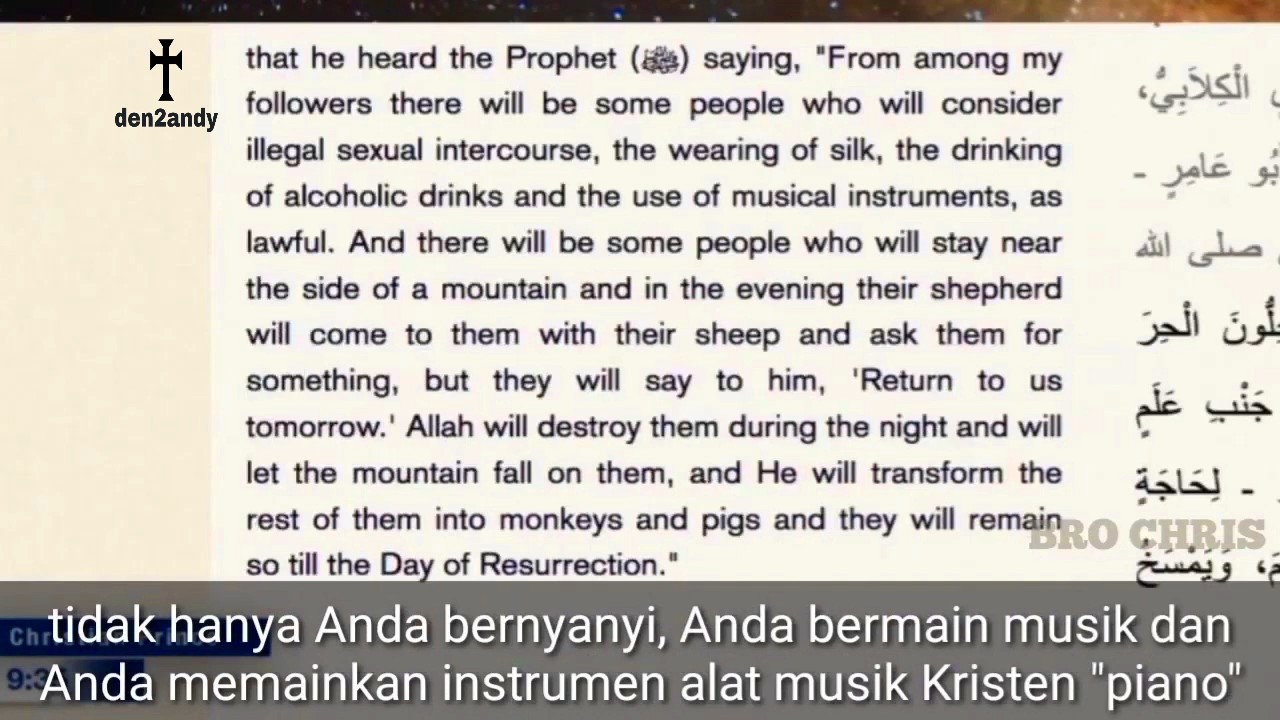 den2andy
that he heard the Prophet (ﷺ) saying, "From among my
followers there will be some people who will consider
illegal sexual intercourse, the wearing of silk, the drinking
of alcoholic drinks and the use of musical instruments, as
lawful. And there will be some people who will stay near
the side of a mountain and in the evening their shepherd
will come to them with their sheep and ask them for
something, but they will say to him, 'Return to us
tomorrow.' Allah will destroy them during the night and will
let the mountain fall on them, and He will transform the
rest of them into monkeys and pigs and they will remain
so till the Day of Resurrection."
الْكِلاَبِيُّ،
عَامِرٍ -
صلى الله
الْحِرَ
جَنْبِ عَلَمٍ
- لِحَاجَةٍ
وَيَمْسَخُ
BRO CHRIS
tidak hanya Anda bernyanyi, Anda bermain musik dan
Anda memainkan instrumen alat musik Kristen "piano"